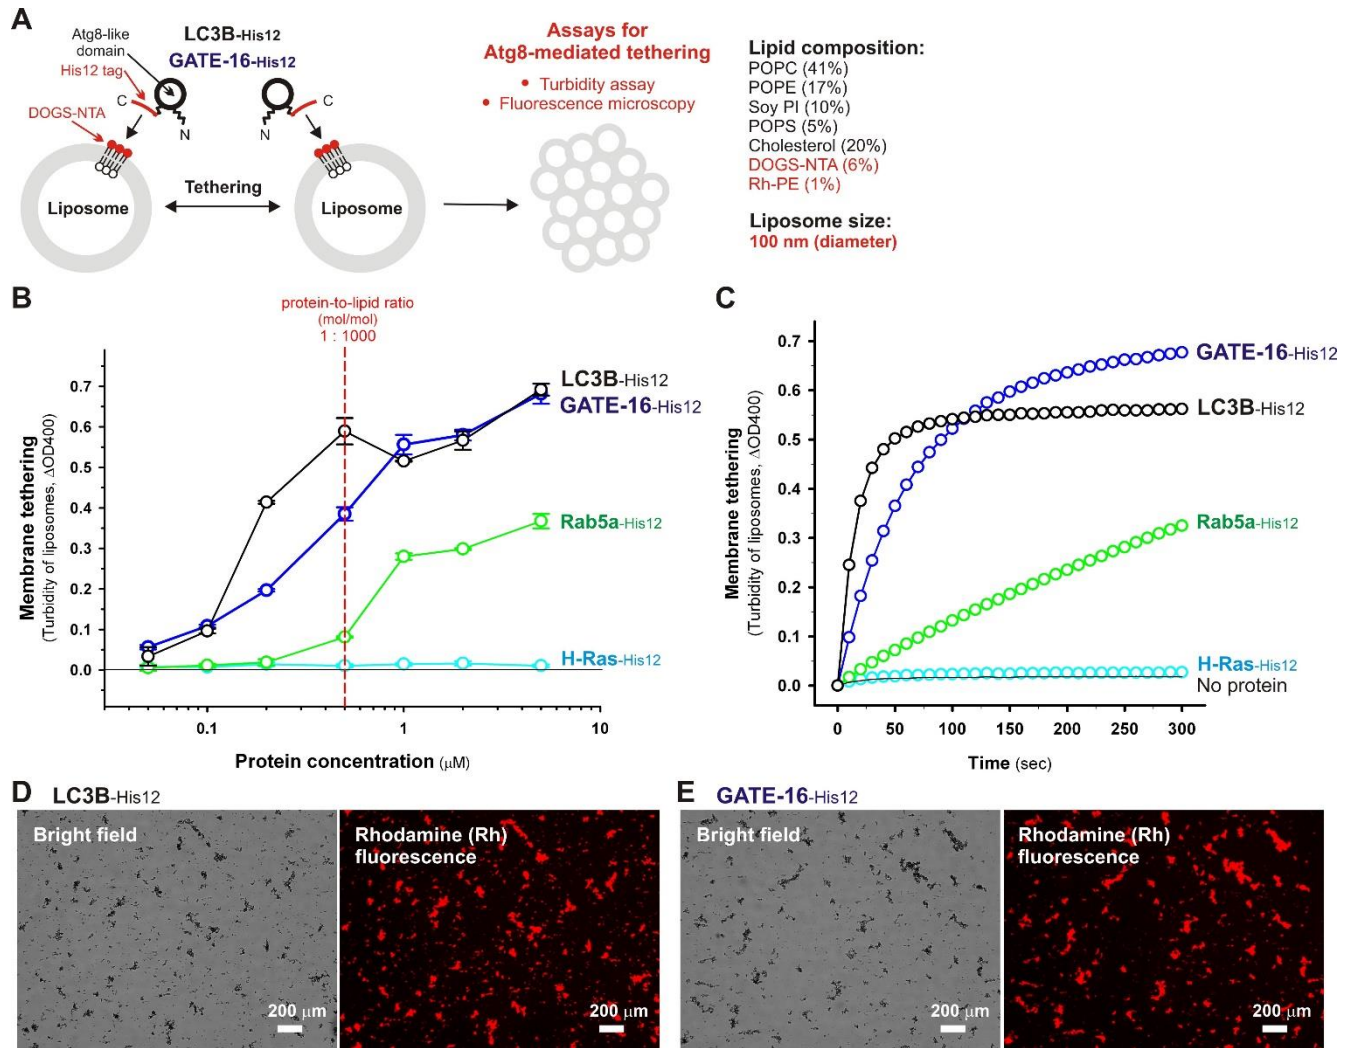 A
Atg8-like
domain
His12 tag
LC3B-His12
GATE-16-His12
C
N
C
N
DOGS-NTA
Liposome
Tethering
Liposome
Assays for
Atg8-mediated tethering
• Turbidity assay
• Fluorescence microscopy
Lipid composition:
POPC (41%)
POPE (17%)
Soy PI (10%)
POPS (5%)
Cholesterol (20%)
DOGS-NTA (6%)
Rh-PE (1%)
Liposome size:
100 nm (diameter)
B
protein-to-lipid ratio
(mol/mol)
1 : 1000
Membrane tethering
(Turbidity of liposomes, ΔOD400)
0.7
0.6
0.5
0.4
0.3
0.2
0.1
0.0
LC3B-His12
GATE-16-His12
Rab5a-His12
H-Ras-His12
0.1
1
10
Protein concentration (μM)
C
Membrane tethering
(Turbidity of liposomes, ΔOD400)
0.7
0.6
0.5
0.4
0.3
0.2
0.1
0.0
GATE-16-His12
LC3B-His12
Rab5a-His12
H-Ras-His12
No protein
0
50
100
150
200
250
300
Time (sec)
D LC3B-His12
Bright field
200 μm
Rhodamine (Rh)
fluorescence
200 μm
E GATE-16-His12
Bright field
200 μm
Rhodamine (Rh)
fluorescence
200 μm